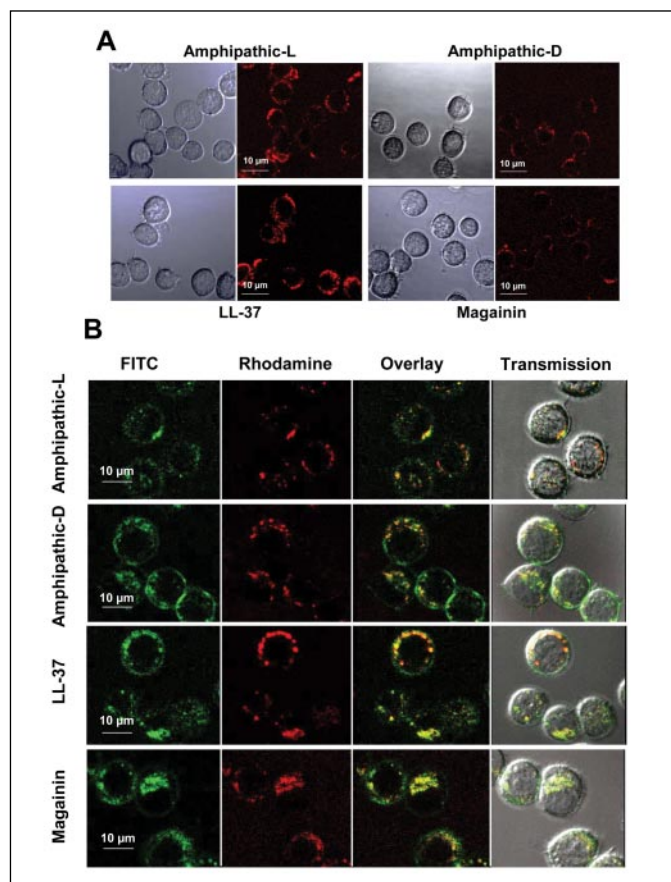 A
Amphipathic-L Amphipathic-D
10 µm 10 µm
10 µm 10 µm
LL-37 Magainin
B
FITC Rhodamine Overlay Transmission
Amphipathic-L
10 µm
Amphipathic-D
10 µm
LL-37
10 µm
Magainin
10 µm